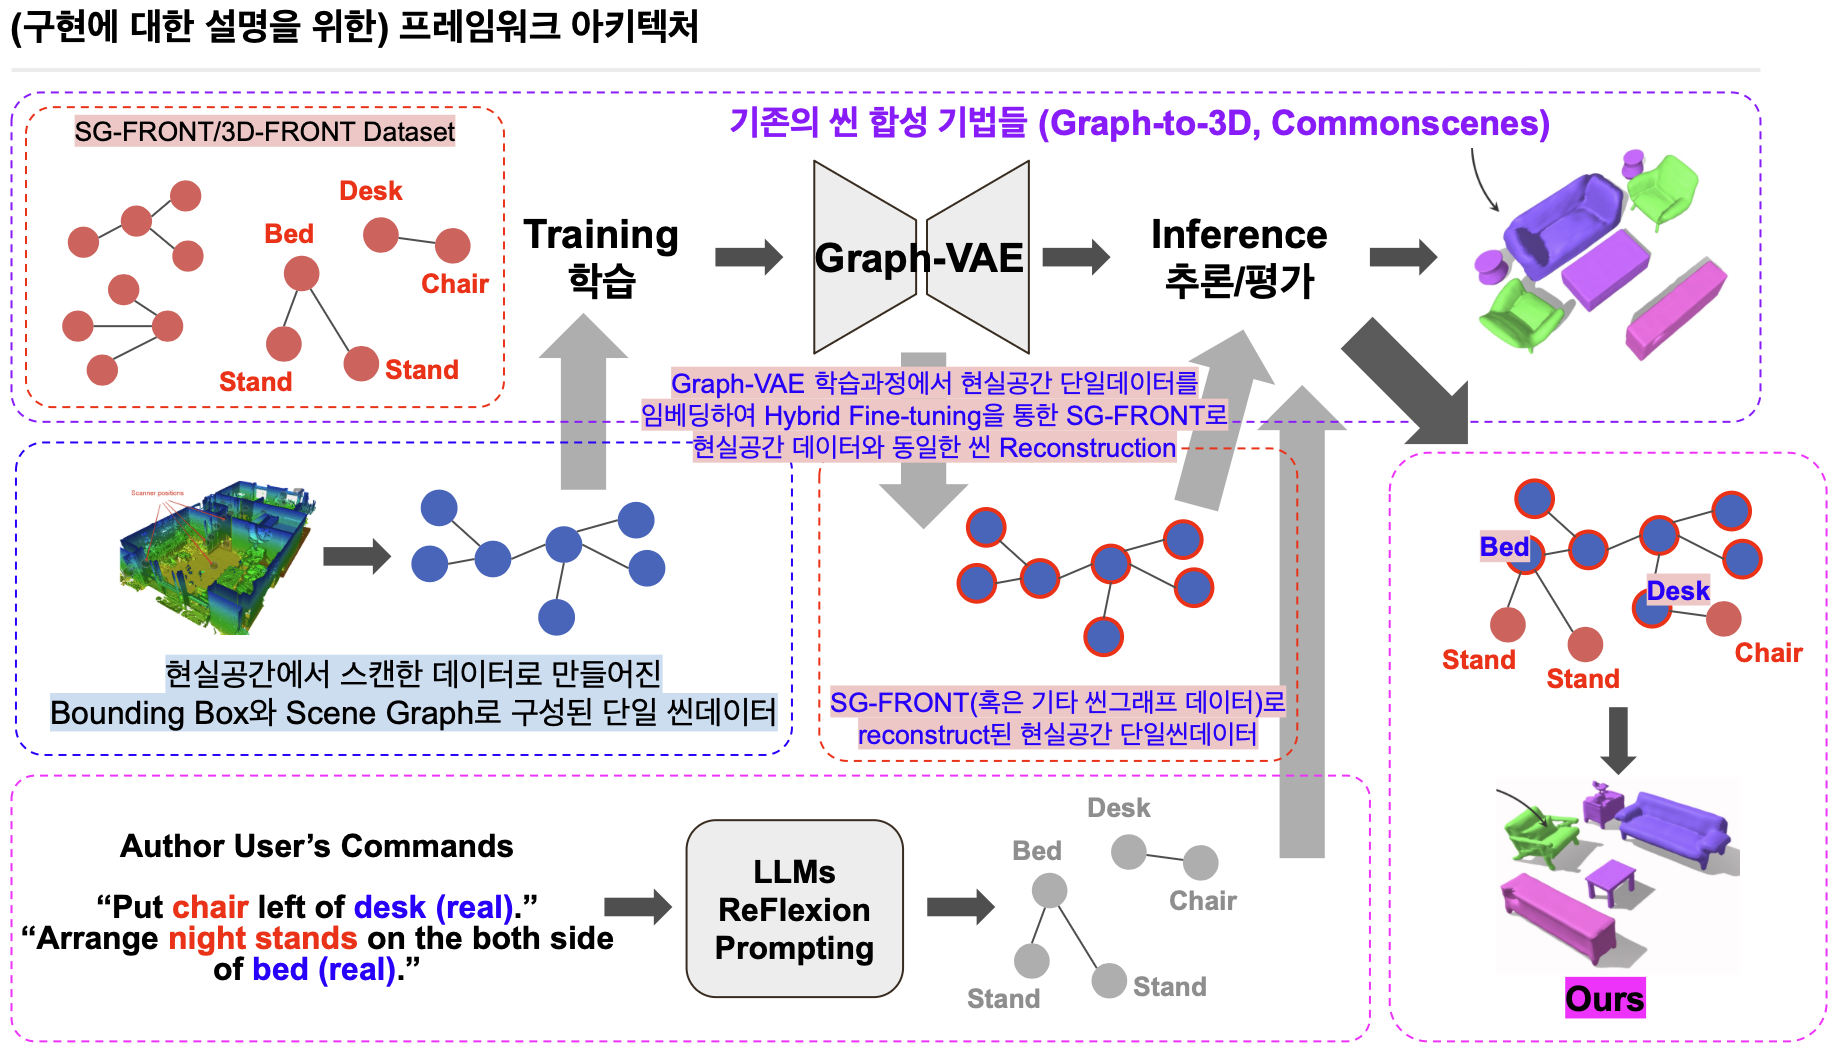 (구현에 대한 설명을 위한) 프레임워크 아키텍처
SG-FRONT/3D-FRONT Dataset
기존의 씬 합성 기법들 (Graph-to-3D, Commonscenes)
Desk
Bed
Chair
Stand
Stand
Training
학습
Graph-VAE
Inference
추론/평가
Graph-VAE 학습과정에서 현실공간 단일데이터를
임베딩하여 Hybrid Fine-tuning을 통한 SG-FRONT로
현실공간 데이터와 동일한 씬 Reconstruction
Scanner positions
현실공간에서 스캔한 데이터로 만들어진
Bounding Box와 Scene Graph로 구성된 단일 씬데이터
SG-FRONT(혹은 기타 씬그래프 데이터)로
reconstruct된 현실공간 단일씬데이터
Bed
Desk
Stand
Stand
Chair
Author User’s Commands
“Put chair left of desk (real).”
“Arrange night stands on the both side
of bed (real).”
LLMs
ReFlexion
Prompting
Desk
Bed
Chair
Stand
Stand
Ours